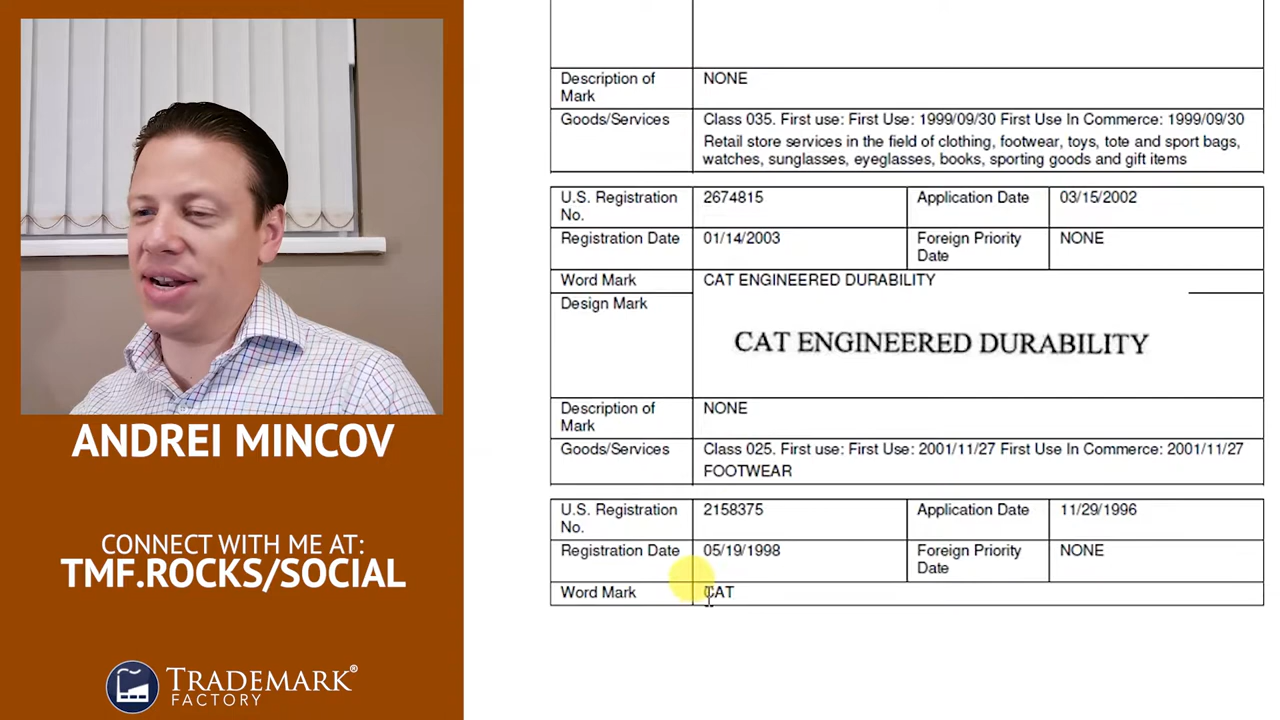 Description of Mark NONE
Goods/Services Class 035. First use: First Use: 1999/09/30 First Use In Commerce: 1999/09/30
Retail store services in the field of clothing, footwear, toys, tote and sport bags,
watches, sunglasses, eyeglasses, books, sporting goods and gift items
U.S. Registration No. 2674815 Application Date 03/15/2002
Registration Date 01/14/2003 Foreign Priority Date NONE
Word Mark CAT ENGINEERED DURABILITY
Design Mark
CAT ENGINEERED DURABILITY
Description of Mark NONE
Goods/Services Class 025. First use: First Use: 2001/11/27 First Use In Commerce: 2001/11/27
FOOTWEAR
U.S. Registration No. 2158375 Application Date 11/29/1996
Registration Date 05/19/1998 Foreign Priority Date NONE
Word Mark CAT
ANDREI MINCOV
CONNECT WITH ME AT:
TMF.ROCKS/SOCIAL
TRADEMARK®
FACTORY